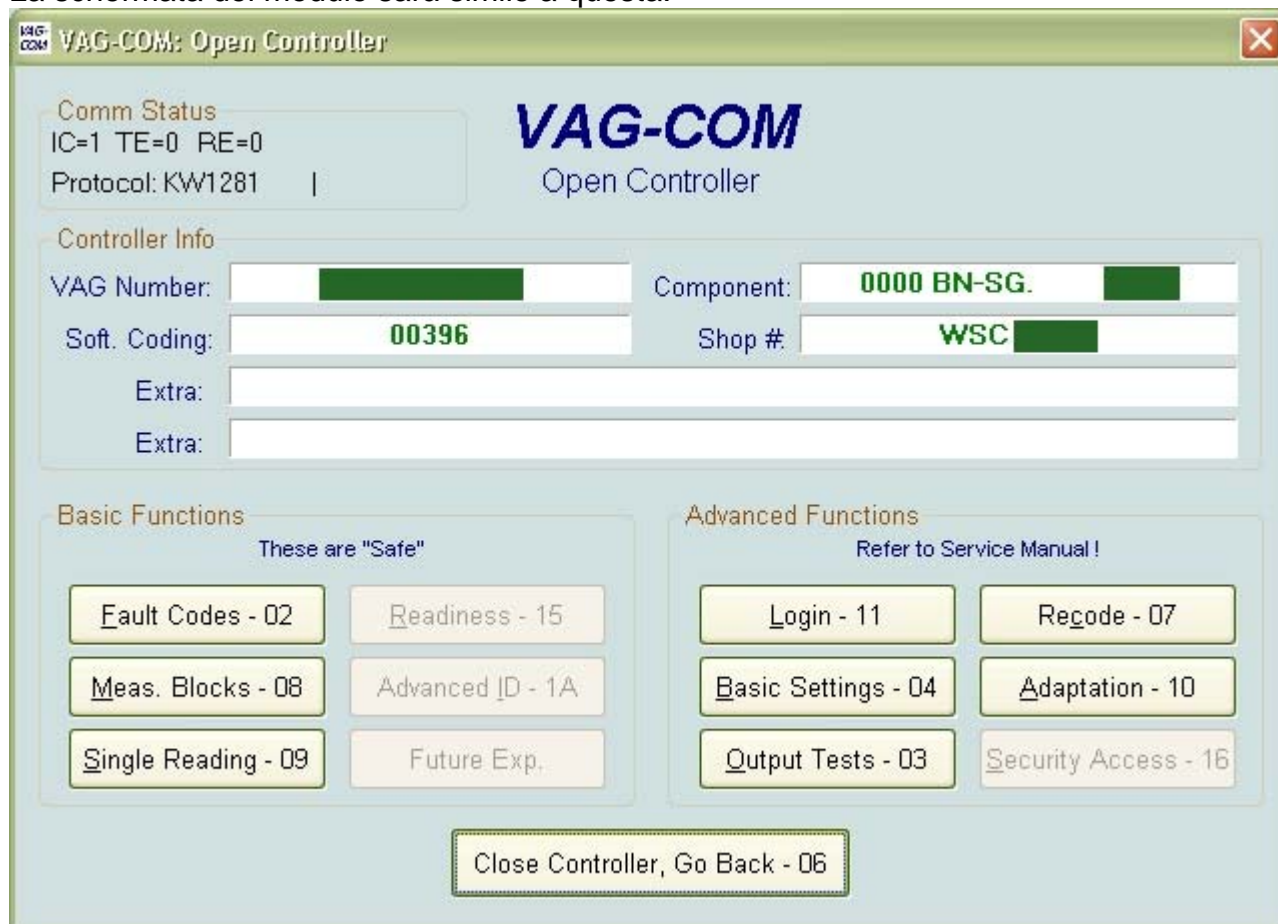 La schermata del modulo sarà simile a questa:
VAG-COM VAG-COM: Open Controller
Comm Status
IC=1 TE=0 RE=0
Protocol: KW1281 |
VAG-COM
Open Controller
Controller Info
VAG Number:
Component: 0000 BN-SG.
Soft. Coding: 00396
Shop #: WSC
Extra:
Extra:
Basic Functions
These are "Safe"
Fault Codes - 02
Readiness - 15
Meas. Blocks - 08
Advanced ID - 1A
Single Reading - 09
Future Exp.
Advanced Functions
Refer to Service Manual !
Login - 11
Recode - 07
Basic Settings - 04
Adaptation - 10
Output Tests - 03
Security Access - 16
Close Controller, Go Back - 06